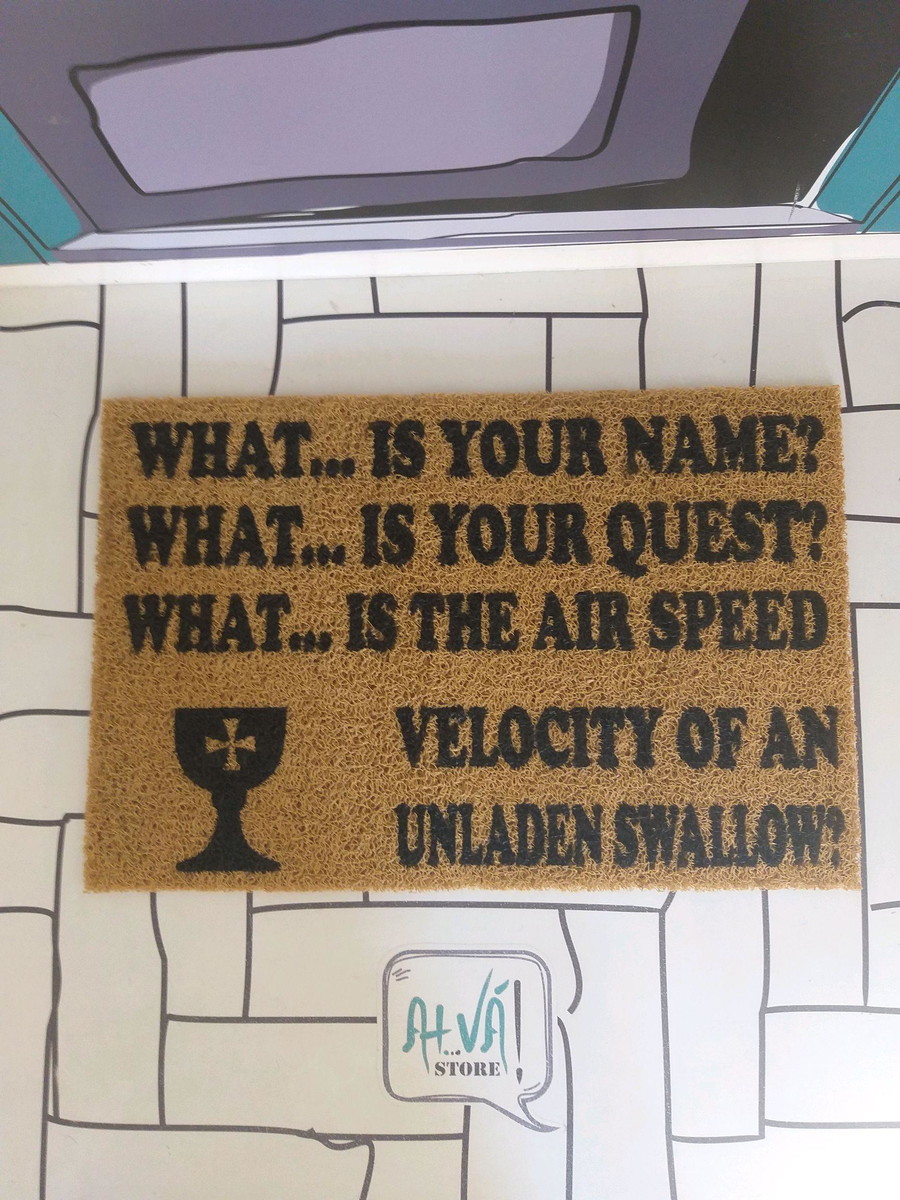 WHAT... IS YOUR NAME?
WHAT... IS YOUR QUEST?
WHAT... IS THE AIR SPEED
VELOCITY OF AN
UNLADEN SWALLOW?
AH...VÁ!
STORE